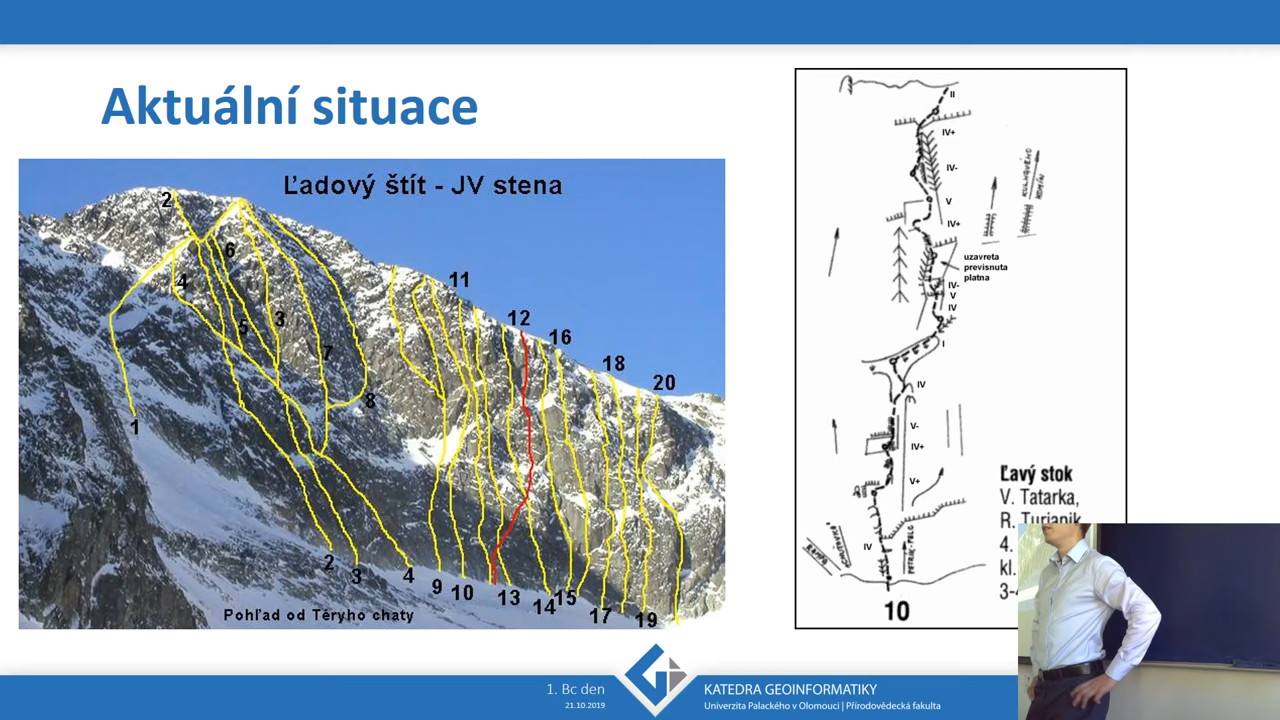 Aktuální situace
Ľadový štít - JV stena
2
6
4
11
5
3
12
16
7
18
20
8
1
2
3
4
9
10
13
14
15
17
19
Pohľad od Téryho chaty
II
IV+
IV-
V
IV+
uzavreta
previsnuta
platna
IV-
V
IV
I
IV
V-
IV+
V+
IV
10
Ľavý stok
V. Tatarka,
R. Turjanik
4.
kl.
1. Bc den
21.10.2019
KATEDRA GEOINFORMATIKY
Univerzita Palackého v Olomouci | Přírodovědecká fakulta